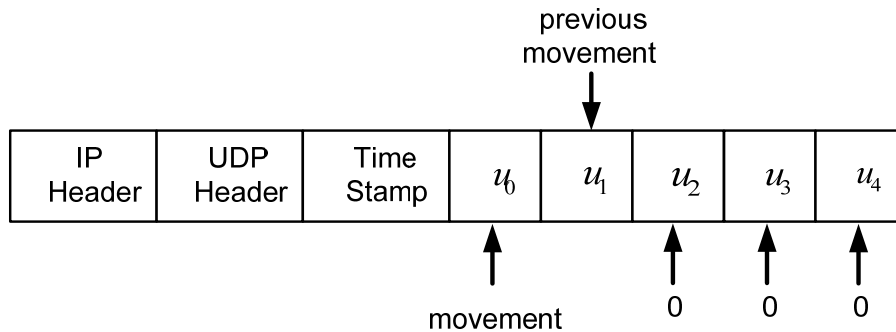 previous
movement
IP
Header
UDP
Header
Time
Stamp
u₀
u₁
u₂
u₃
u₄
movement
0
0
0